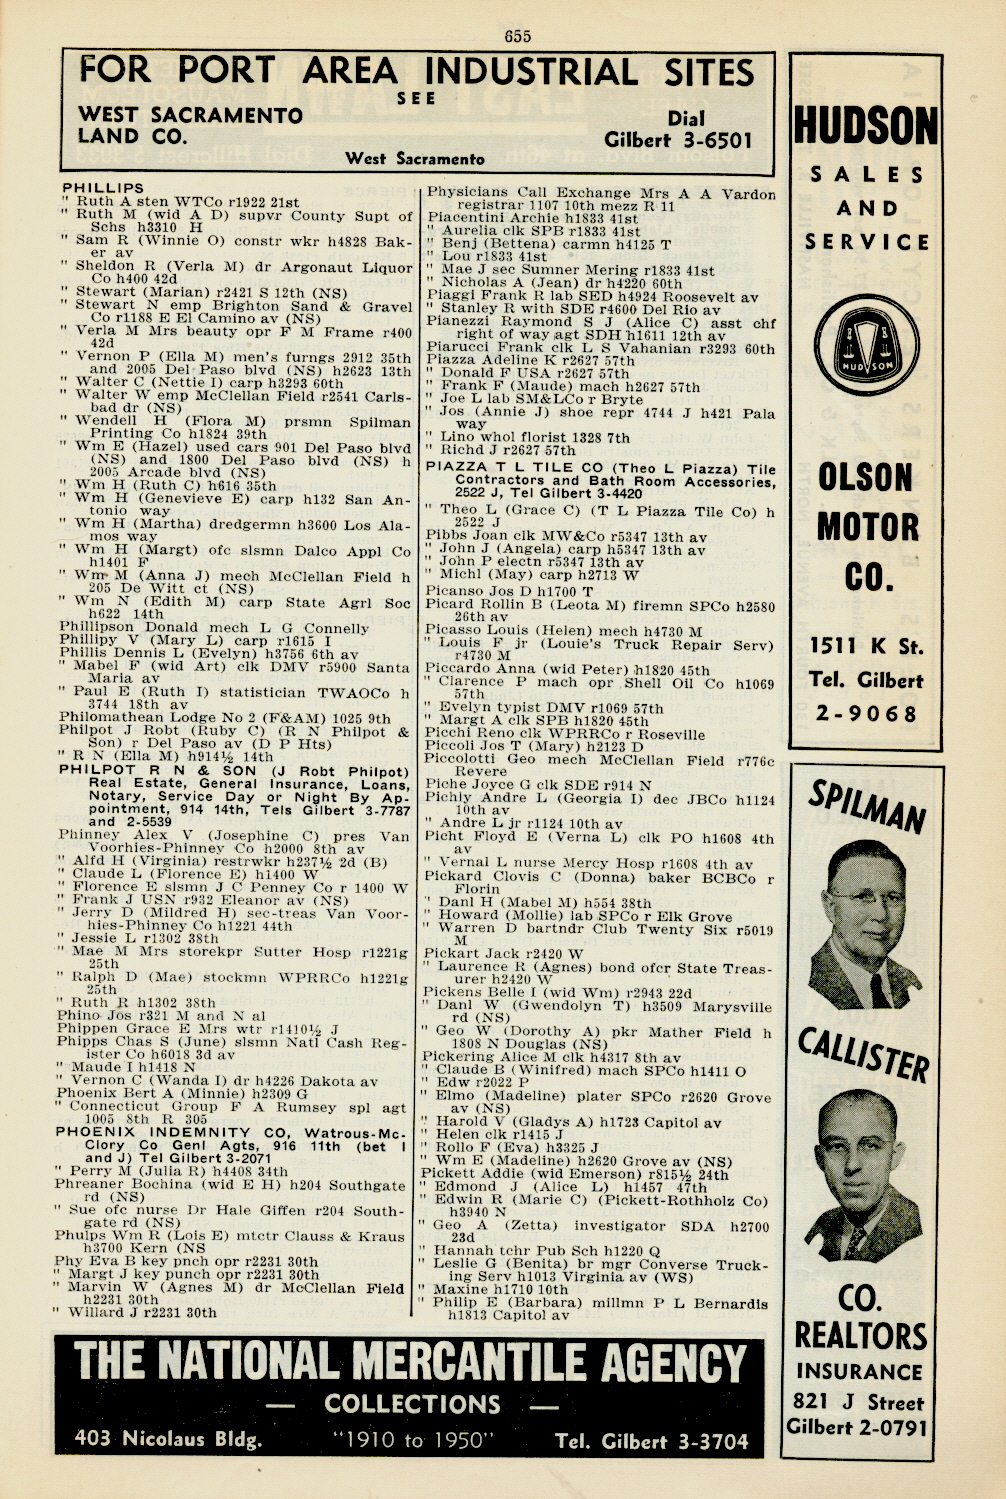 655
FOR PORT AREA INDUSTRIAL SITES
SEE
WEST SACRAMENTO
LAND CO.
Dial
Gilbert 3-6501
West Sacramento
PHILLIPS
" Ruth A sten WTCo r1922 21st
" Ruth M (wid A D) supvr County Supt of
Schs h3310 H
" Sam R (Winnie O) constr wkr h4828 Bak-
er av
" Sheldon R (Verla M) dr Argonaut Liquor
Co h400 42d
" Stewart (Marian) r2421 S 12th (NS)
" Stewart N emp Brighton Sand & Gravel
Co r1188 E El Camino av (NS)
" Verla M Mrs beauty opr F M Frame r400
42d
" Vernon P (Ella M) men's furngs 2912 35th
and 2005 Del Paso blvd (NS) h2623 13th
" Walter C (Nettie I) carp h3293 60th
" Walter W emp McClellan Field r2541 Carls-
bad dr (NS)
" Wendell H (Flora M) prsmn Spilman
Printing Co h1824 39th
" Wm E (Hazel) used cars 901 Del Paso blvd
(NS) and 1800 Del Paso blvd (NS) h
2005 Arcade blvd (NS)
" Wm H (Ruth C) h616 35th
" Wm H (Genevieve E) carp h132 San An-
tonio way
" Wm H (Martha) dredgermn h3600 Los Ala-
mos way
" Wm H (Margt) ofc slsmn Dalco Appl Co
h1401 F
" Wm M (Anna J) mech McClellan Field h
205 De Witt ct (NS)
" Wm N (Edith M) carp State Agrl Soc
h622 14th
Phillipson Donald mech L G Connelly
Phillipy V (Mary L) carp r1615 I
Phillis Dennis L (Evelyn) h3756 6th av
" Mabel F (wid Art) clk DMV r5900 Santa
Maria av
" Paul E (Ruth I) statistician TWAOCo h
3744 18th av
Philomathean Lodge No 2 (F&AM) 1025 9th
Philpot J Robt (Ruby C) (R N Philpot &
Son) r Del Paso av (D P Hts)
" R N (Ella M) h914½ 14th
PHILPOT R N & SON (J Robt Philpot)
Real Estate, General Insurance, Loans,
Notary, Service Day or Night By Ap-
pointment, 914 14th, Tels Gilbert 3-7787
and 2-5539
Phinney Alex V (Josephine C) pres Van
Voorhies-Phinney Co h2000 8th av
" Alfd H (Virginia) restrwkr h237½ 2d (B)
" Claude L (Florence E) h1400 W
" Florence E slsmn J C Penney Co r 1400 W
" Frank J USN r932 Eleanor av (NS)
" Jerry D (Mildred H) sec-treas Van Voor-
hies-Phinney Co h1221 44th
" Jessie L r1302 38th
" Mae M Mrs storekpr Sutter Hosp r1221g
25th
" Ralph D (Mae) stockmn WPRRCo h1221g
25th
" Ruth R h1302 38th
Phino Jos r321 M and N al
Phippen Grace E Mrs wtr r1410½ J
Phipps Chas S (June) slsmn Natl Cash Reg-
ister Co h6018 3d av
" Maude I h1418 N
" Vernon C (Wanda I) dr h4226 Dakota av
Phoenix Bert A (Minnie) h2309 G
" Connecticut Group F A Rumsey spl agt
1005 8th R 305
PHOENIX INDEMNITY CO, Watrous-Mc-
Clory Co Genl Agts, 916 11th (bet I
and J) Tel Gilbert 3-2071
" Perry M (Julia R) h4408 34th
Phreaner Bochina (wid E H) h204 Southgate
rd (NS)
" Sue ofc nurse Dr Hale Giffen r204 South-
gate rd (NS)
Phulps Wm R (Lois E) mtctr Clauss & Kraus
h3700 Kern (NS
Phy Eva B key pnch opr r2231 30th
" Margt J key punch opr r2231 30th
" Marvin W (Agnes M) dr McClellan Field
h2231 30th
" Willard J r2231 30th
Physicians Call Exchange Mrs A A Vardon
registrar 1107 10th mezz R 11
Piacentini Archie h1833 41st
" Aurelia clk SPB r1833 41st
" Benj (Bettena) carmn h4125 T
" Lou r1833 41st
" Mae J sec Sumner Mering r1833 41st
" Nicholas A (Jean) dr h4220 60th
Piaggi Frank R lab SED h4924 Roosevelt av
" Stanley R with SDE r4600 Del Rio av
Pianezzi Raymond S J (Alice C) asst chf
right of way agt SDH h1611 12th av
Piarucci Frank clk L S Vahanian r3293 60th
Piazza Adeline K r2627 57th
" Donald F USA r2627 57th
" Frank F (Maude) mach h2627 57th
" Joe L lab SM&LCo r Bryte
" Jos (Annie J) shoe repr 4744 J h421 Pala
way
" Lino whol florist 1328 7th
" Richd J r2627 57th
PIAZZA T L TILE CO (Theo L Piazza) Tile
Contractors and Bath Room Accessories,
2522 J, Tel Gilbert 3-4420
" Theo L (Grace C) (T L Piazza Tile Co) h
2522 J
Pibbs Joan clk MW&Co r5347 13th av
" John J (Angela) carp h5347 13th av
" John P electn r5347 13th av
" Michl (May) carp h2713 W
Picanso Jos D h1700 T
Picard Rollin B (Leota M) firemn SPCo h2580
26th av
Picasso Louis (Helen) mech h4730 M
" Louis F jr (Louie's Truck Repair Serv)
r4730 M
Piccardo Anna (wid Peter) h1820 45th
" Clarence P mach opr Shell Oil Co h1069
57th
" Evelyn typist DMV r1069 57th
" Margt A clk SPB h1820 45th
Picchi Reno clk WPRRCo r Roseville
Piccoli Jos T (Mary) h2123 D
Piccolotti Geo mech McClellan Field r776c
Revere
Piche Joyce G clk SDE r914 N
Pichly Andre L (Georgia I) dec JBCo h1124
10th av
" Andre L jr r1124 10th av
Picht Floyd E (Verna L) clk PO h1608 4th
av
" Vernal L nurse Mercy Hosp r1608 4th av
Pickard Clovis C (Donna) baker BCBCo r
Florin
' Danl H (Mabel M) h554 38th
" Howard (Mollie) lab SPCo r Elk Grove
" Warren D bartndr Club Twenty Six r5019
M
Pickart Jack r2420 W
" Laurence R (Agnes) bond ofcr State Treas-
urer h2420 W
Pickens Belle I (wid Wm) r2943 22d
" Danl W (Gwendolyn T) h3509 Marysville
rd (NS)
" Geo W (Dorothy A) pkr Mather Field h
1808 N Douglas (NS)
Pickering Alice M clk h4317 8th av
" Claude B (Winifred) mach SPCo h1411 O
" Edw r2022 P
" Elmo (Madeline) plater SPCo r2620 Grove
av (NS)
" Harold V (Gladys A) h1723 Capitol av
" Helen clk r1415 J
" Rollo F (Eva) h3325 J
" Wm E (Madeline) h2620 Grove av (NS)
Pickett Addie (wid Emerson) r815½ 24th
" Edmond J (Alice L) h1457 47th
" Edwin R (Marie C) (Pickett-Rothholz Co)
h3940 N
" Geo A (Zetta) investigator SDA h2700
23d
" Hannah tchr Pub Sch h1220 Q
" Leslie G (Benita) br mgr Converse Truck-
ing Serv h1013 Virginia av (WS)
" Maxine h1710 10th
" Philip E (Barbara) millmn P L Bernardis
h1813 Capitol av
HUDSON
SALES
AND
SERVICE
HUDSON
OLSON
MOTOR
CO.
1511 K St.
Tel. Gilbert
2-9068
SPILMAN
CALLISTER
CO.
REALTORS
INSURANCE
821 J Street
Gilbert 2-0791
THE NATIONAL MERCANTILE AGENCY
— COLLECTIONS —
403 Nicolaus Bldg. "1910 to 1950" Tel. Gilbert 3-3704